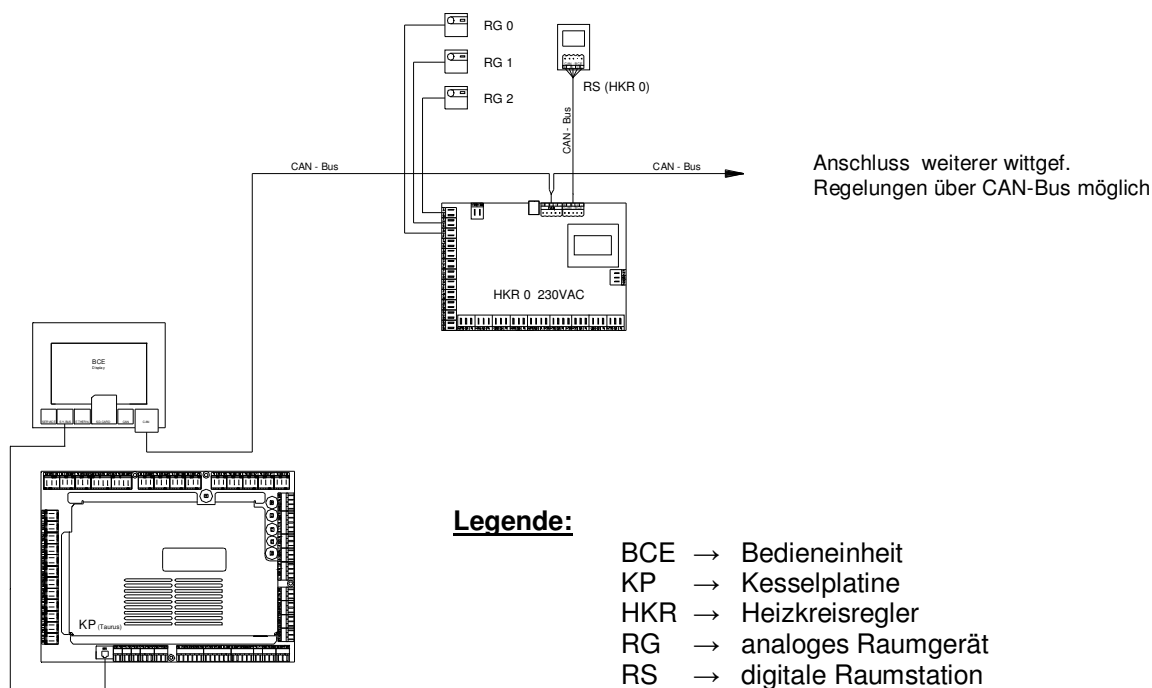 RG 0
RG 1
RG 2
RS (HKR 0)
CAN - Bus
CAN - Bus
CAN - Bus
Anschluss weiterer wittgef.
Regelungen über CAN-Bus möglich
HKR 0 230VAC
BCE
Display
CAN
KP (Taurus)
Legende:
BCE → Bedieneinheit
KP → Kesselplatine
HKR → Heizkreisregler
RG → analoges Raumgerät
RS → digitale Raumstation